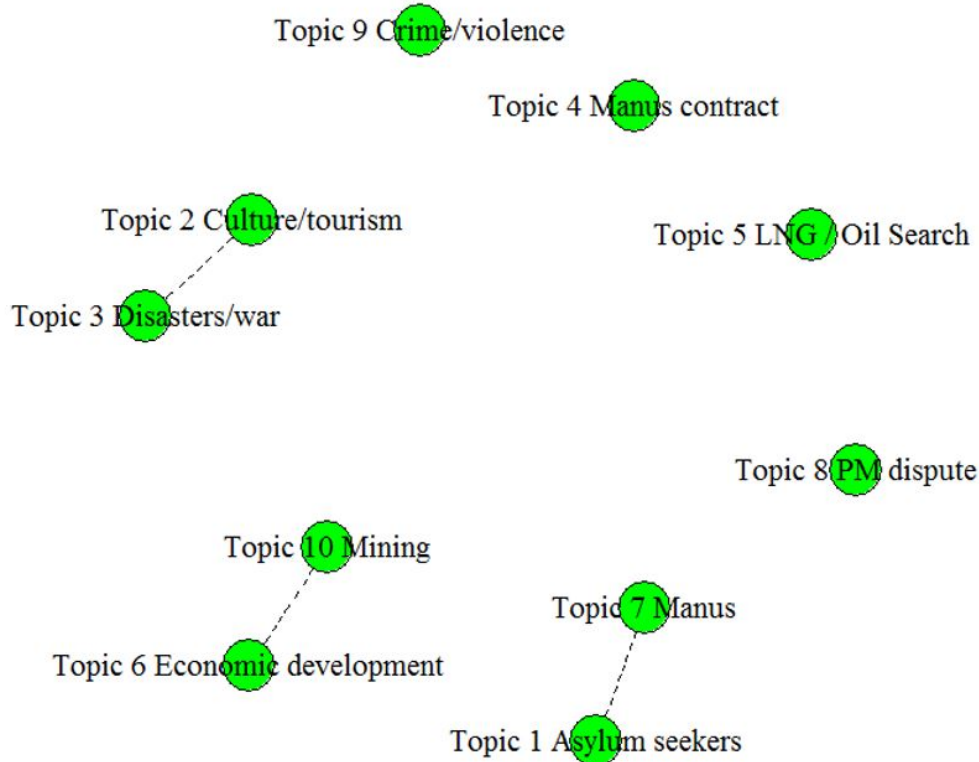 Topic 9 Crime/violence
Topic 4 Manus contract
Topic 2 Culture/tourism
Topic 5 LNG / Oil Search
Topic 3 Disasters/war
Topic 8 PM dispute
Topic 10 Mining
Topic 7 Manus
Topic 6 Economic development
Topic 1 Asylum seekers